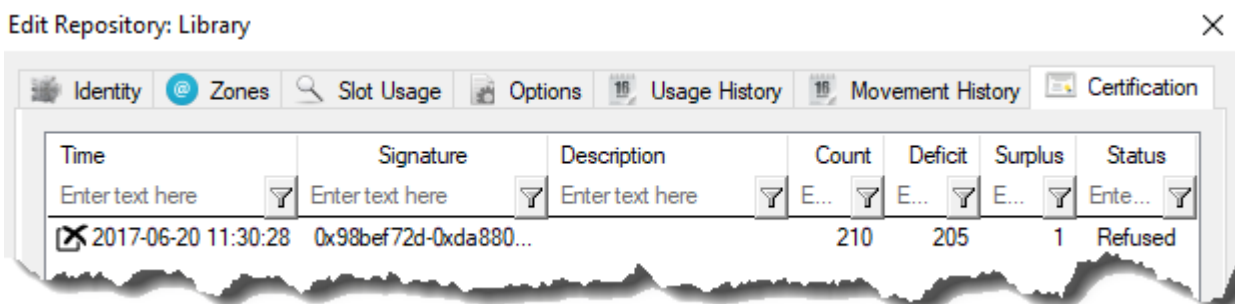 Edit Repository: Library
Identity Zones Slot Usage Options 16 Usage History 16 Movement History Certification
Time Signature Description Count Deficit Surplus Status
Enter text here Enter text here Enter text here E... E... E... Ente...
2017-06-20 11:30:28 0x98bef72d-0xda880... 210 205 1 Refused